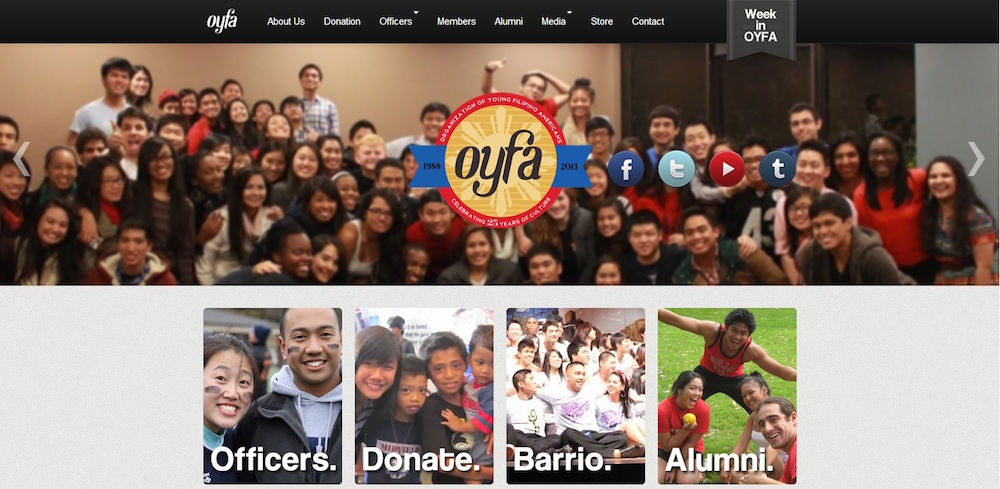 oyfa
About Us
Donation
Officers
Members
Alumni
Media
Store
Contact
Week
in
OYFA
ORGANIZATION OF YOUNG FILIPINO AMERICANS
1988
oyfa
2013
CELEBRATING 25 YEARS OF CULTURE
f
t
t
Officers.
Donate.
Barrio.
Alumni.